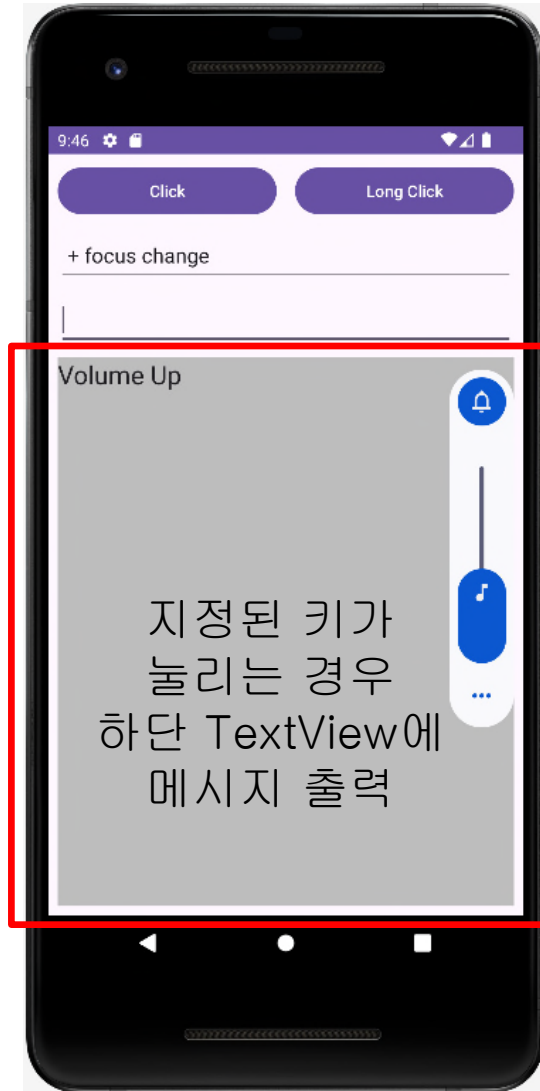 9:46
Click
Long Click
+ focus change
Volume Up
지정된 키가
눌리는 경우
하단 TextView에
메시지 출력